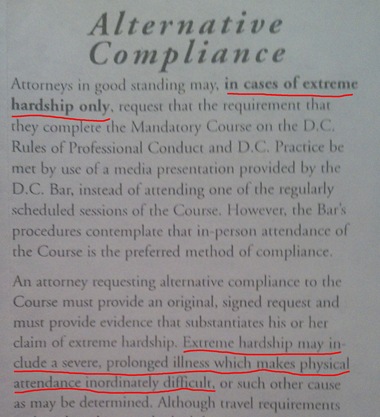 Alternative
Compliance
Attorneys in good standing may, in cases of extreme
hardship only, request that the requirement that
they complete the Mandatory Course on the D.C.
Rules of Professional Conduct and D.C. Practice be
met by use of a media presentation provided by the
D.C. Bar, instead of attending one of the regularly
scheduled sessions of the Course. However, the Bar's
procedures contemplate that in-person attendance of
the Course is the preferred method of compliance.
An attorney requesting alternative compliance to the
Course must provide an original, signed request and
must provide evidence that substantiates his or her
claim of extreme hardship. Extreme hardship may in-
clude a severe, prolonged illness which makes physical
attendance inordinately difficult, or such other cause
as may be determined. Although travel requirements